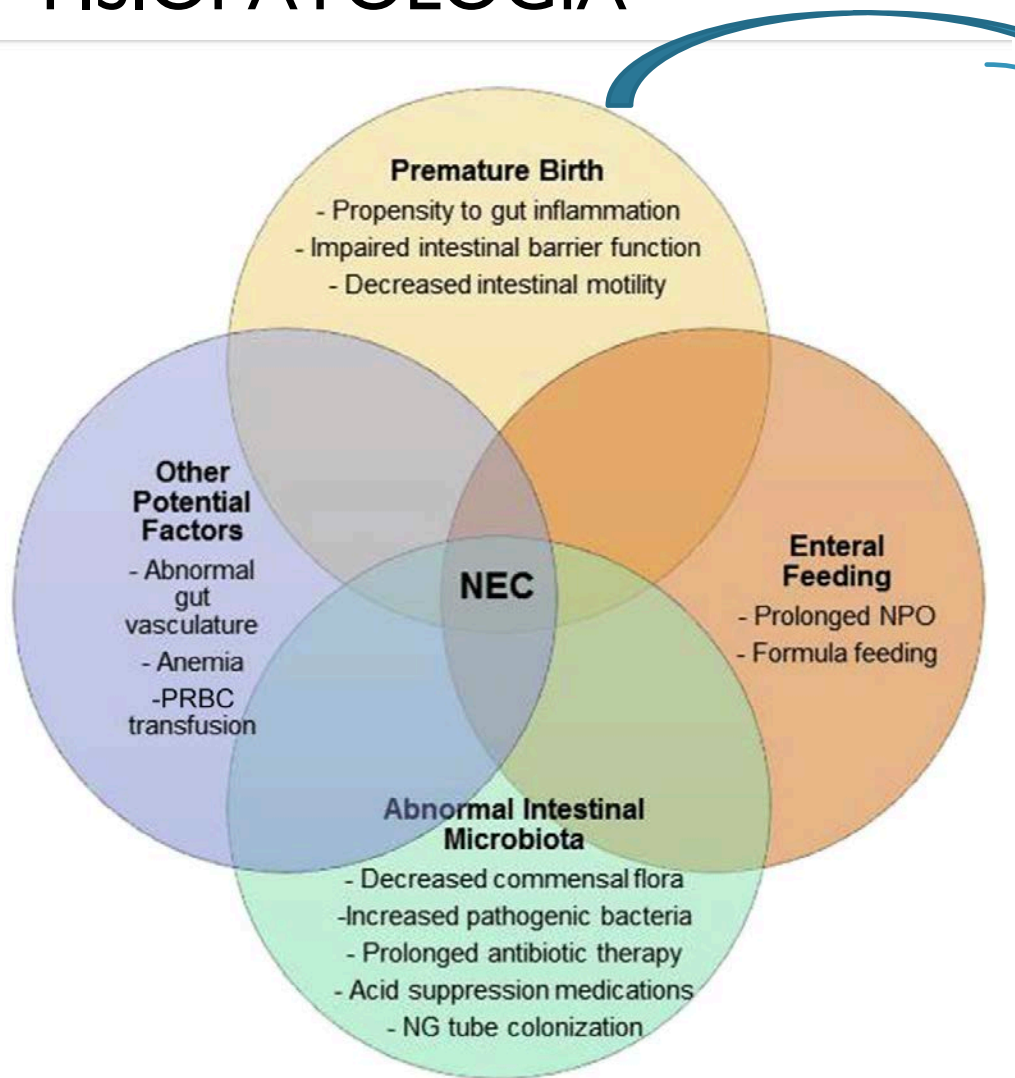 FISIOPATOLOGIA
Premature Birth
- Propensity to gut inflammation
- Impaired intestinal barrier function
- Decreased intestinal motility
Other
Potential
Factors
- Abnormal
gut
vasculature
- Anemia
-PRBC
transfusion
NEC
Enteral
Feeding
- Prolonged NPO
- Formula feeding
Abnormal Intestinal
Microbiota
- Decreased commensal flora
-Increased pathogenic bacteria
- Prolonged antibiotic therapy
- Acid suppression medications
- NG tube colonization